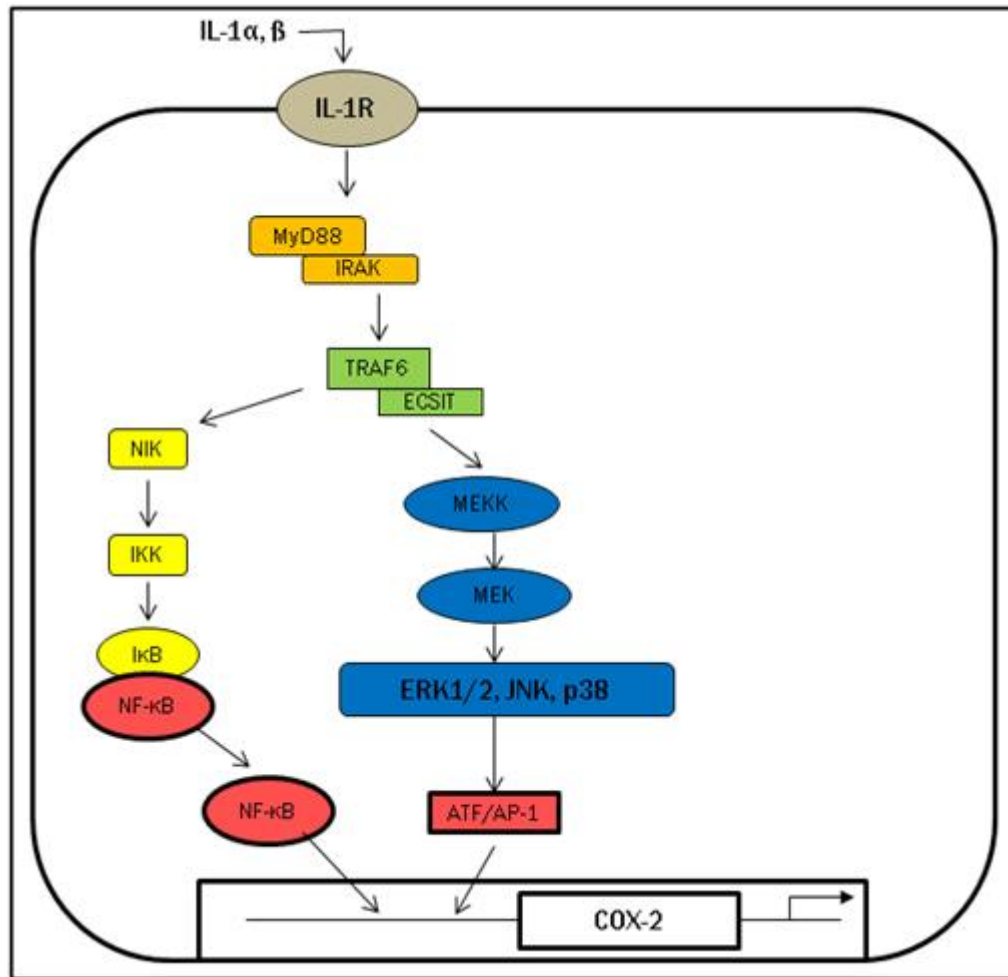 IL-1α, ß
IL-1R
MyD88
IRAK
TRAF6
ECSIT
NIK
MEKK
IKK
MEK
IκB
ERK1/2, JNK, p38
NF-κB
NF-κB
ATF/AP-1
COX-2